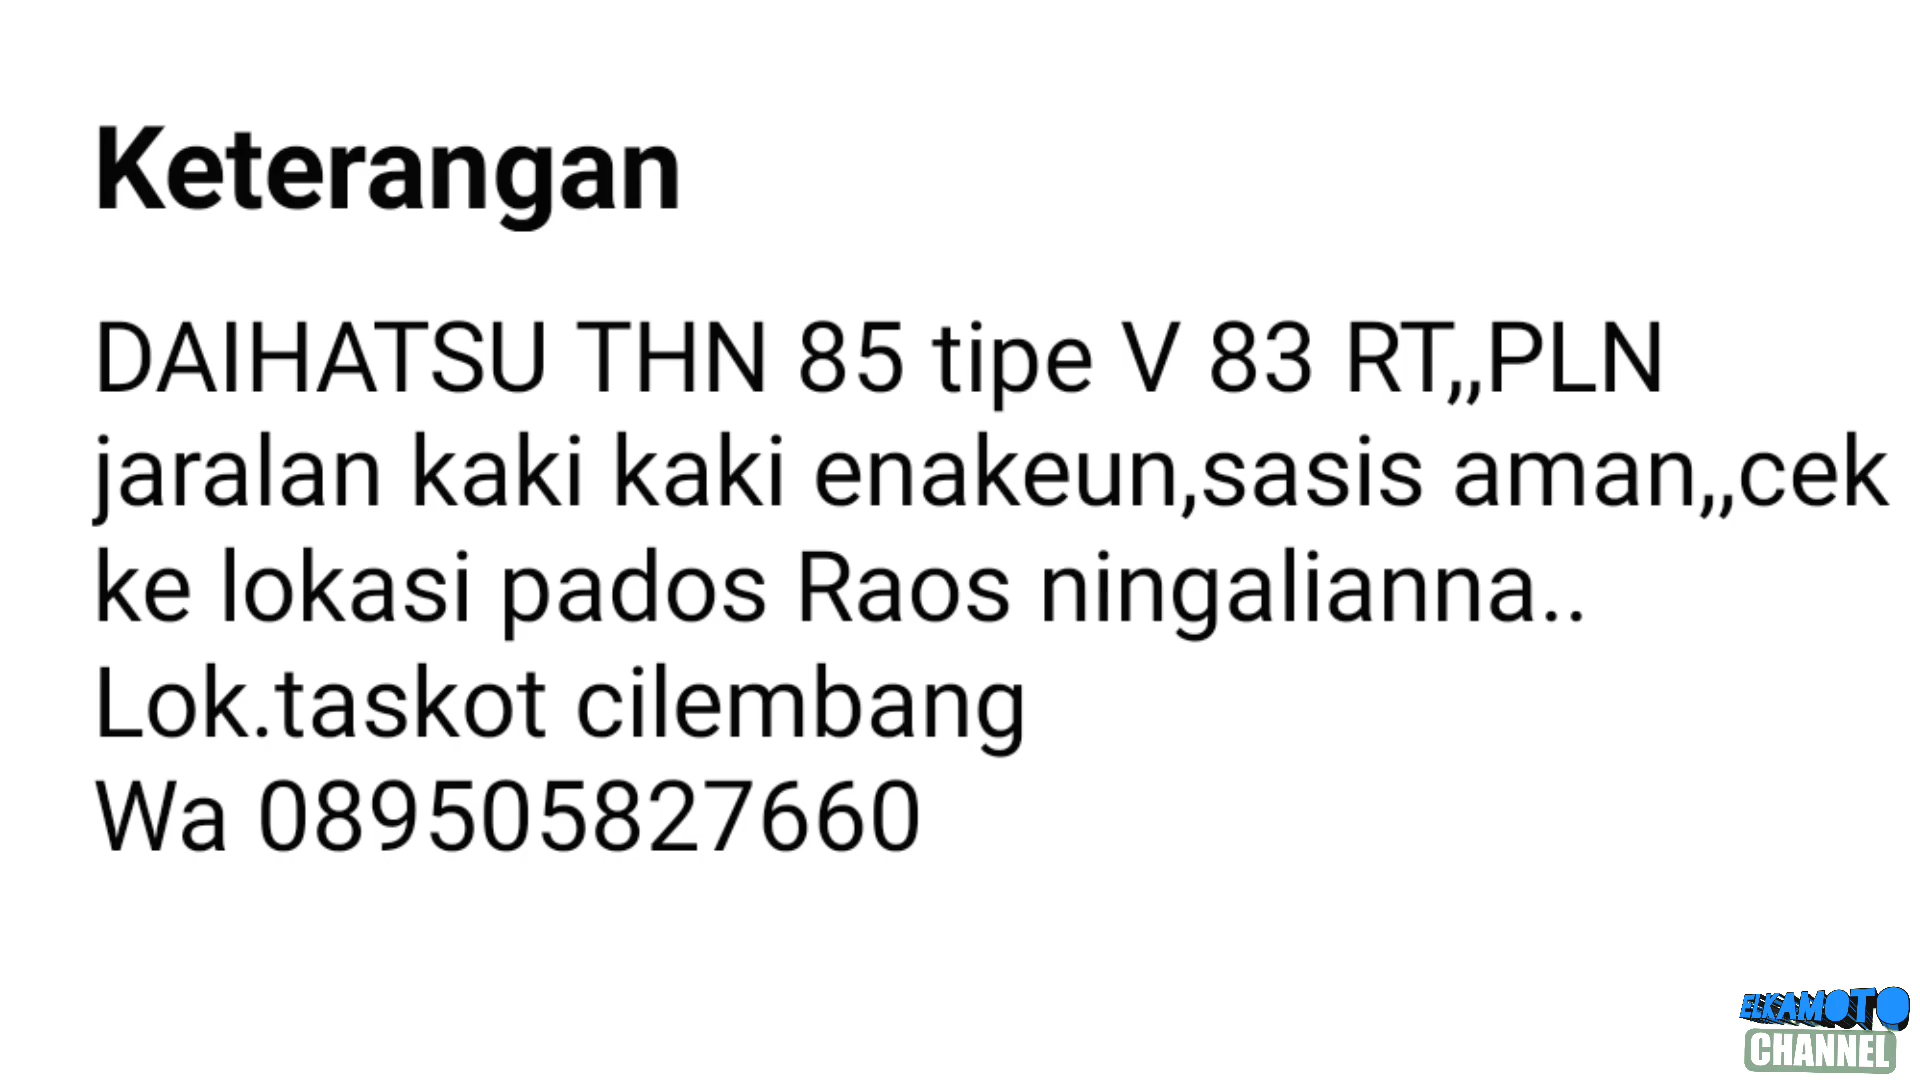 Keterangan
DAIHATSU THN 85 tipe V 83 RT,,PLN
jaralan kaki kaki enakeun,sasis aman,,cek
ke lokasi pados Raos ningalianna..
Lok.taskot cilembang
Wa 089505827660
ELKAMOTO
CHANNEL